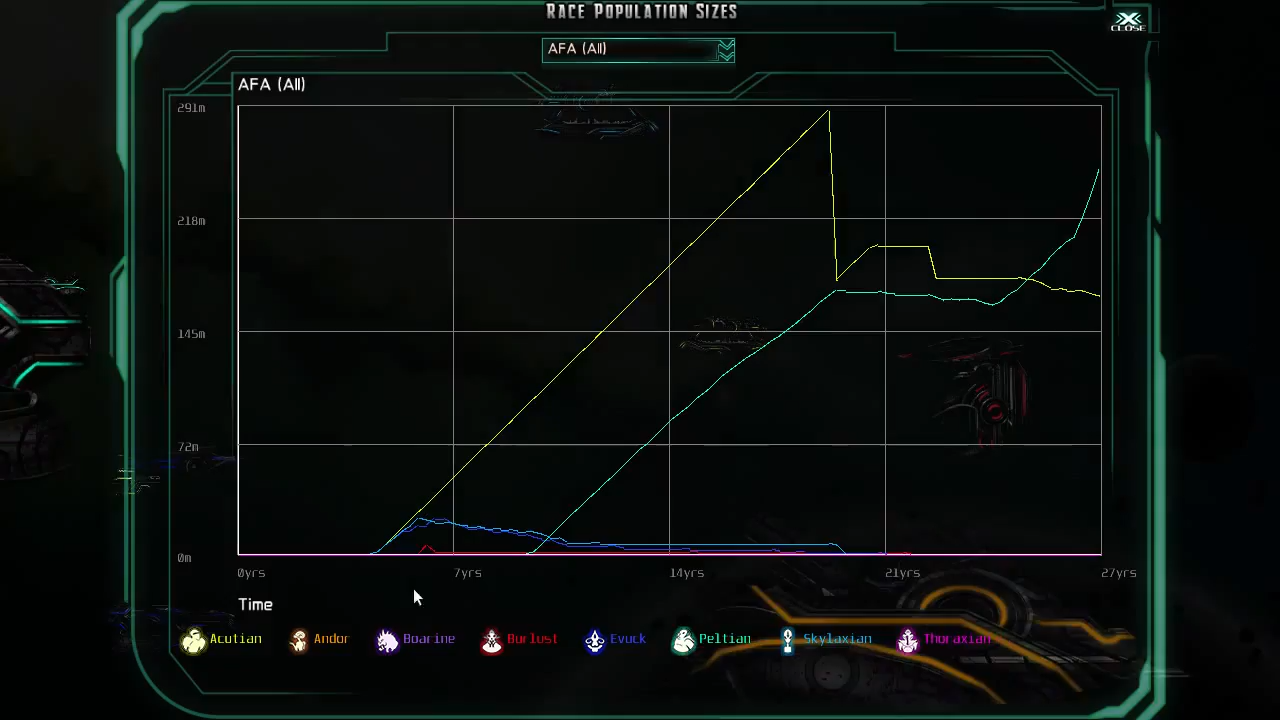 Race Population Sizes
CLOSE
AFA (All)
AFA (All)
291m
218m
145m
72m
0m
0yrs 7yrs 14yrs 21yrs 27yrs
Time
Acutian Andor Boarine Burlust Evuck Peltian Skylaxian Thoraxian